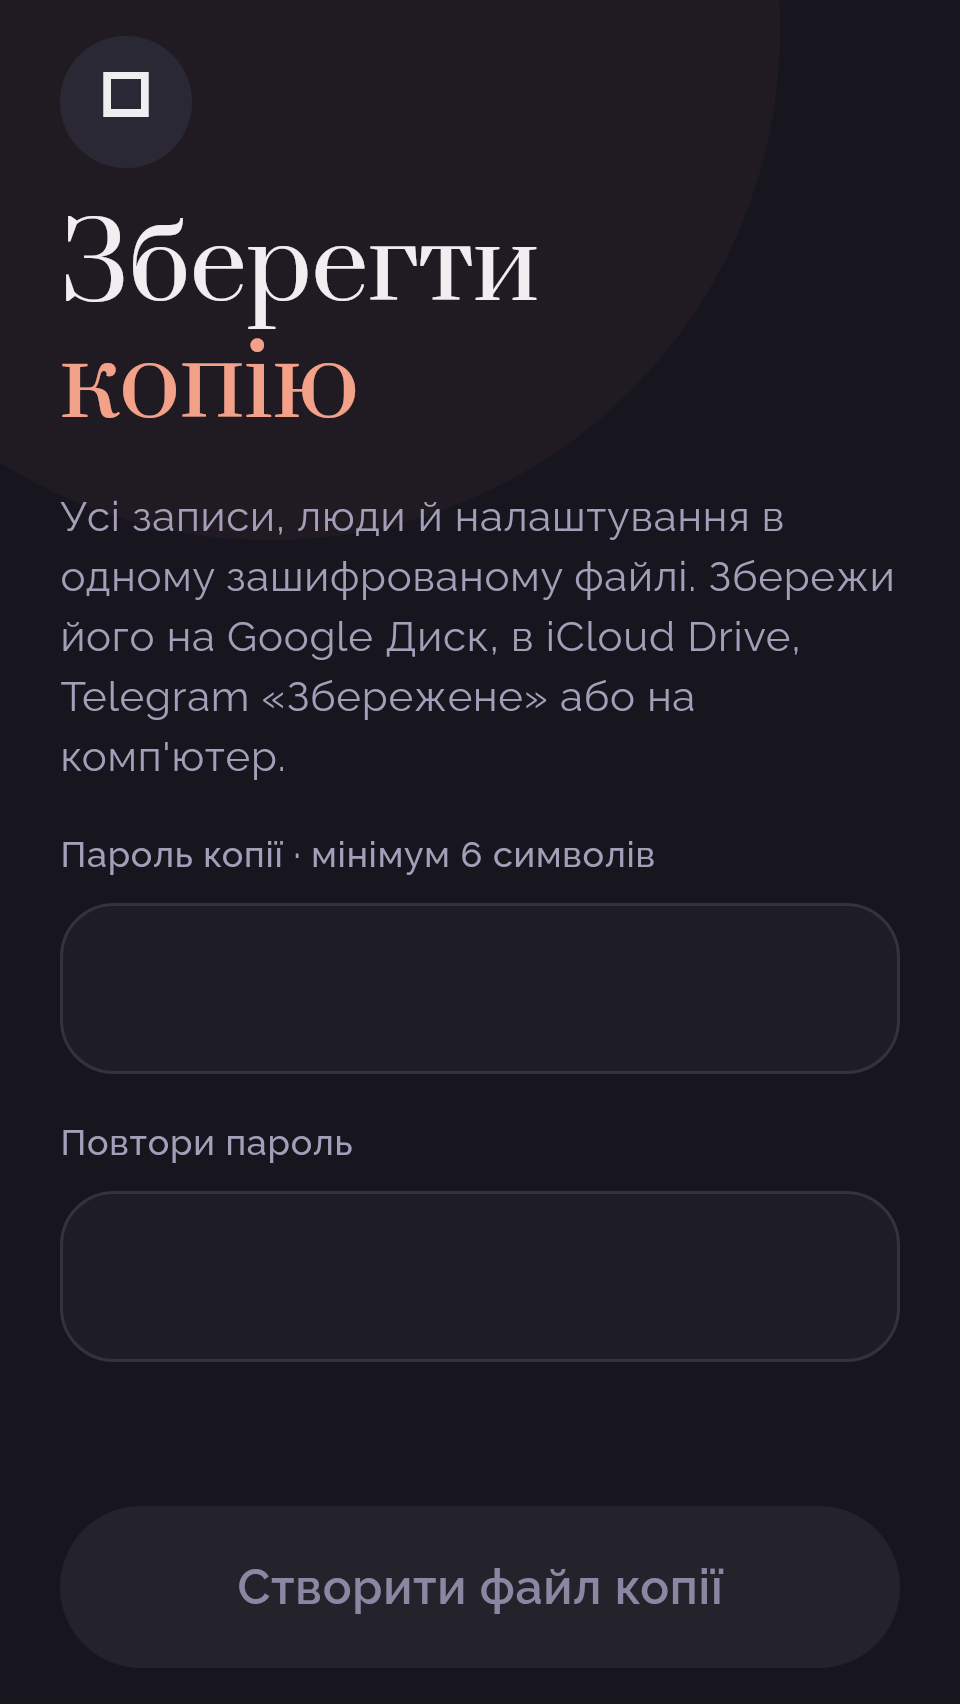 Зберегти
копію
Усі записи, люди й налаштування в
одному зашифрованому файлі. Збережи
його на Google Диск, в iCloud Drive,
Telegram «Збережене» або на
комп'ютер.
Пароль копії · мінімум 6 символів
Повтори пароль
Створити файл копії